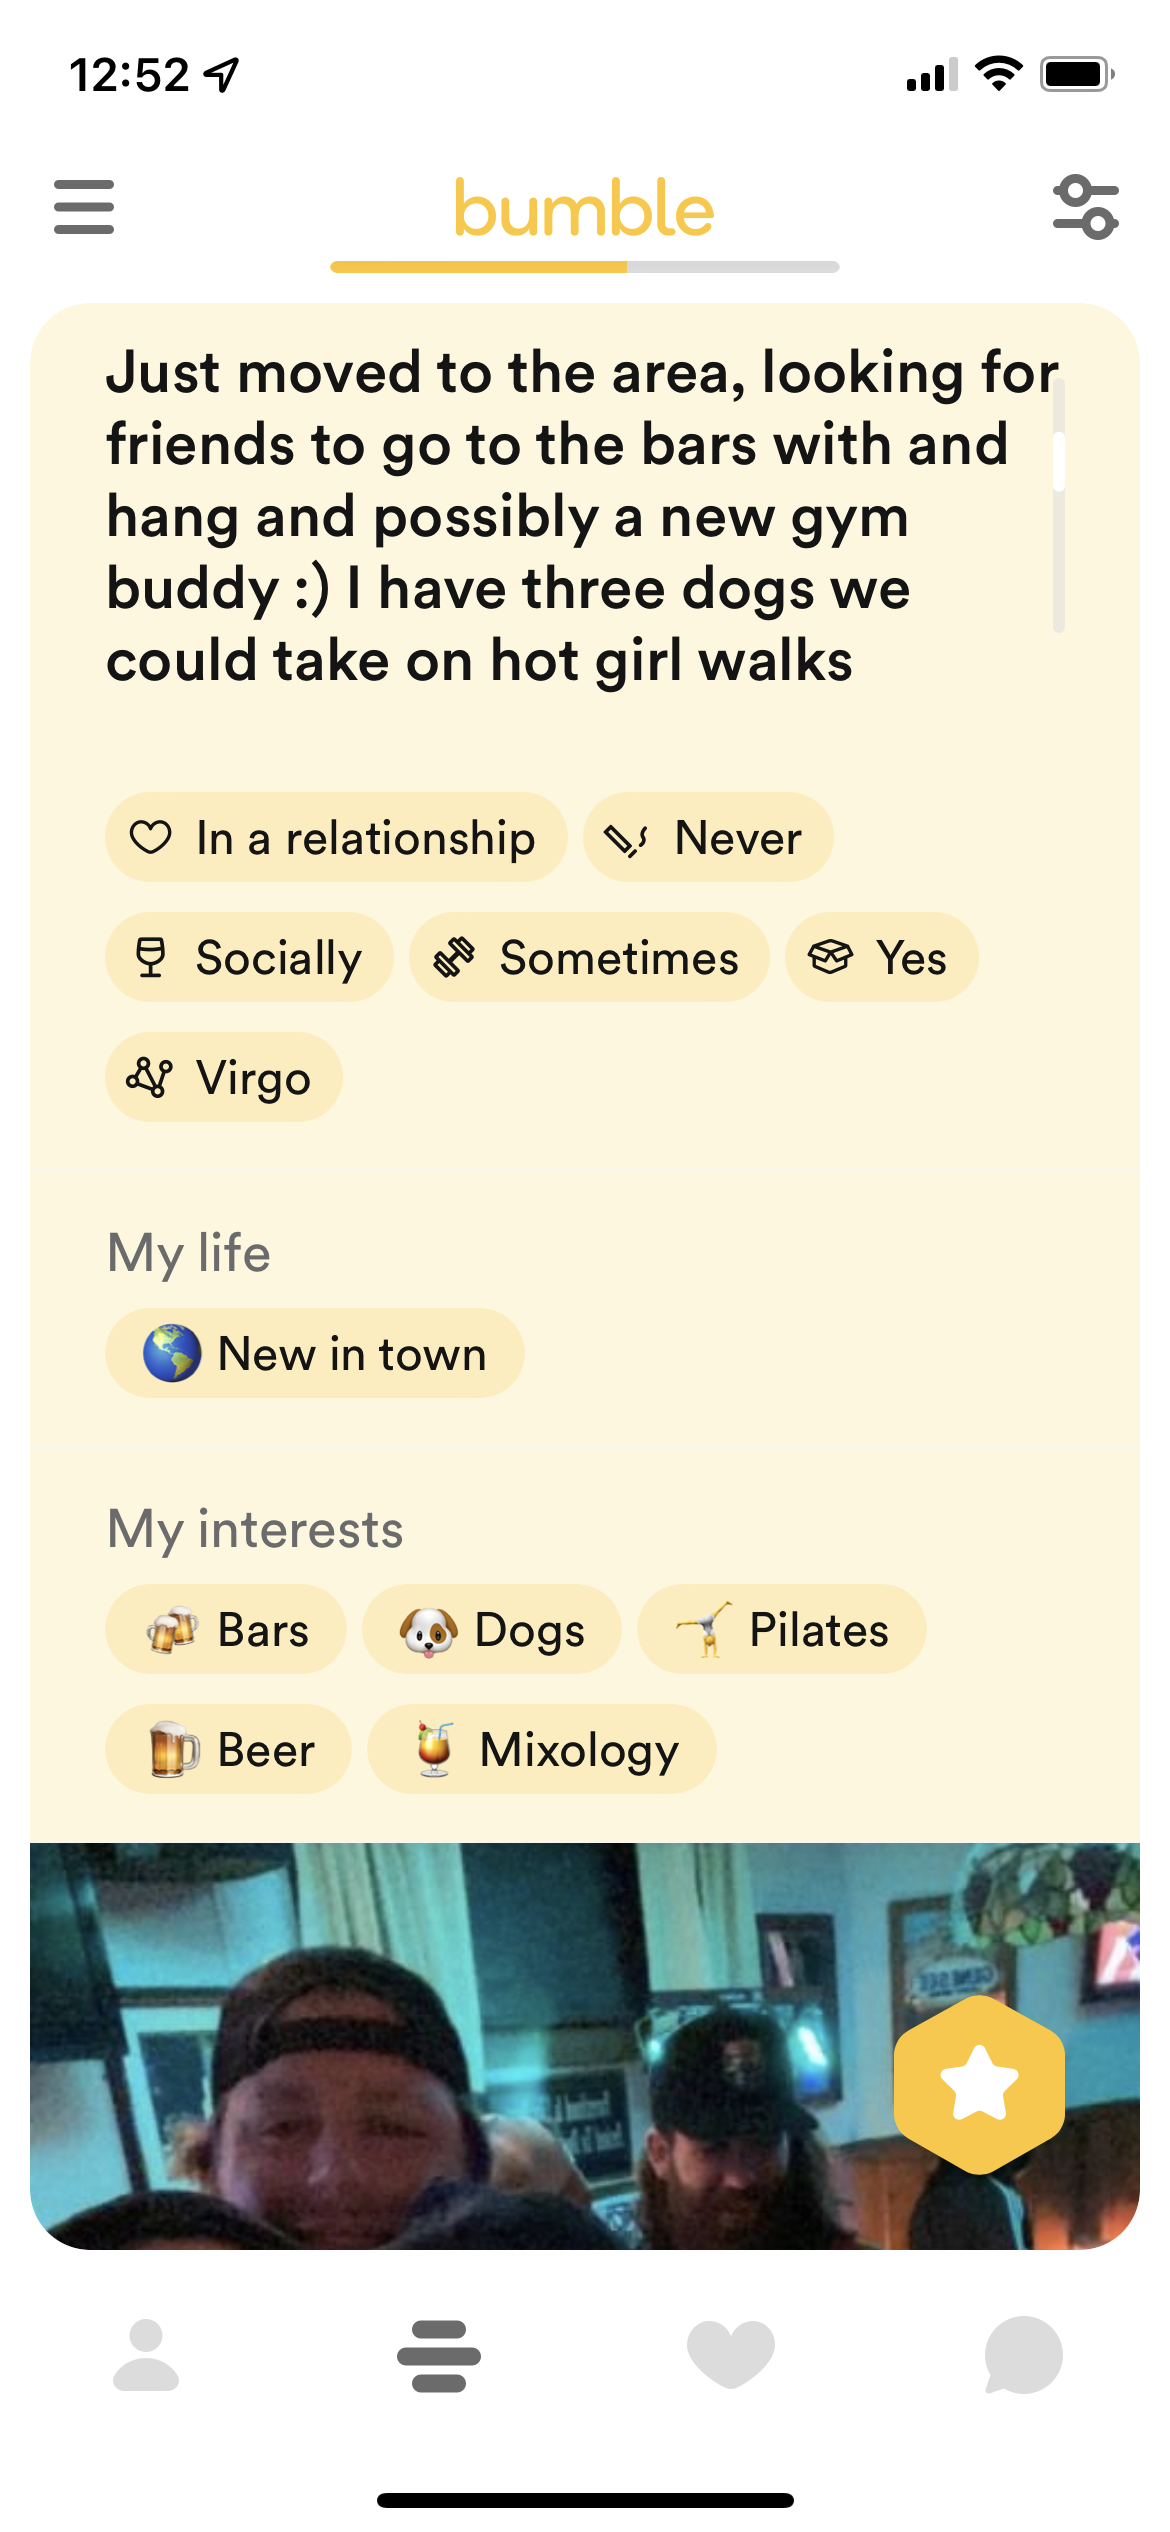 12:52
bumble
Just moved to the area, looking for
friends to go to the bars with and
hang and possibly a new gym
buddy :) I have three dogs we
could take on hot girl walks
In a relationship Never
Socially Sometimes Yes
Virgo
My life
New in town
My interests
Bars Dogs Pilates
Beer Mixology